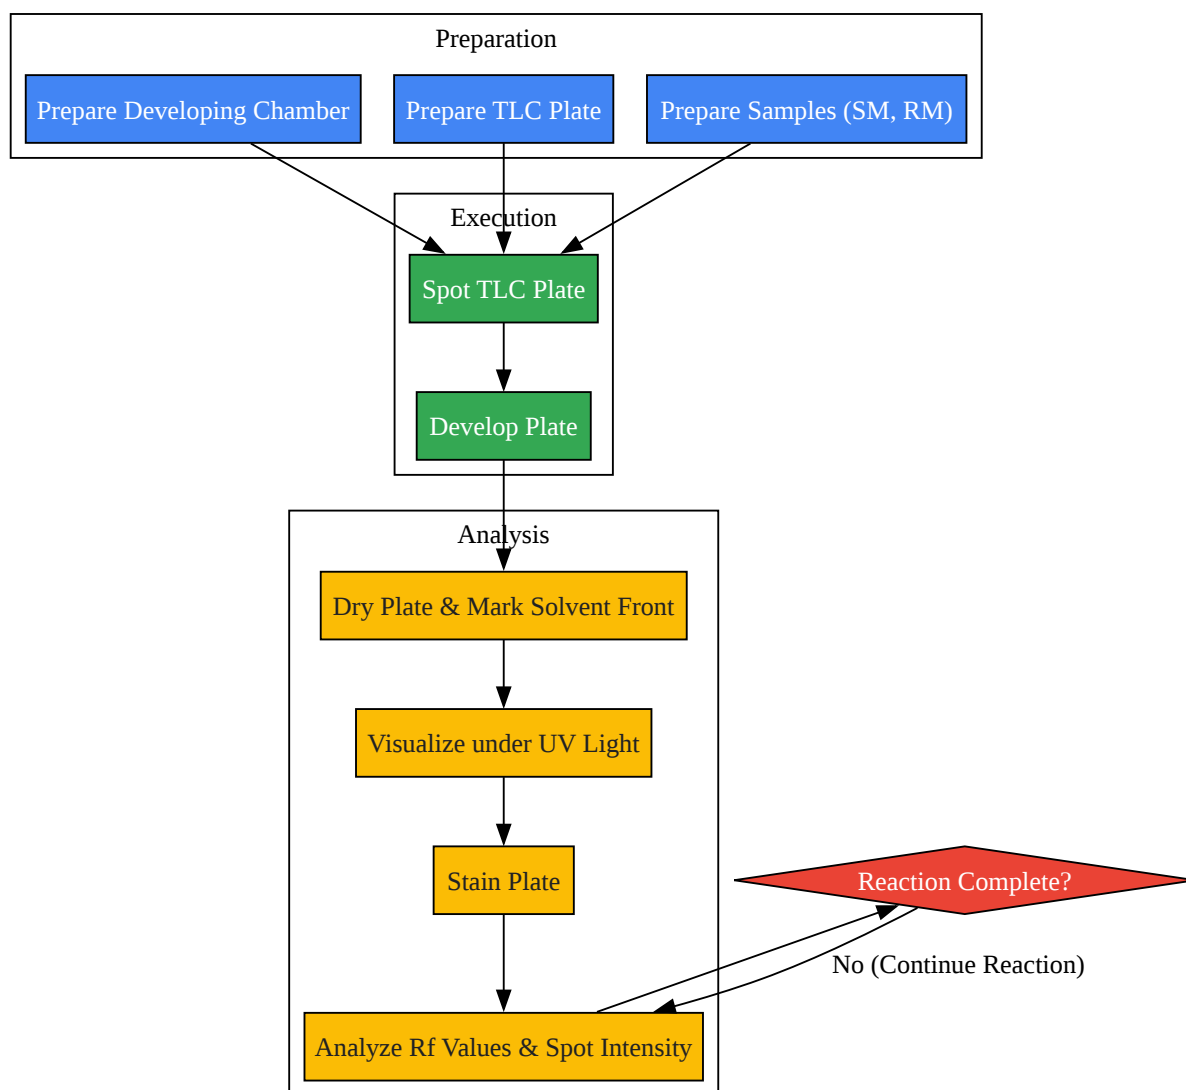 Preparation
Prepare Developing Chamber
Prepare TLC Plate
Prepare Samples (SM, RM)
Execution
Spot TLC Plate
Develop Plate
Analysis
Dry Plate & Mark Solvent Front
Visualize under UV Light
Stain Plate
Reaction Complete?
No (Continue Reaction)
Analyze Rf Values & Spot Intensity